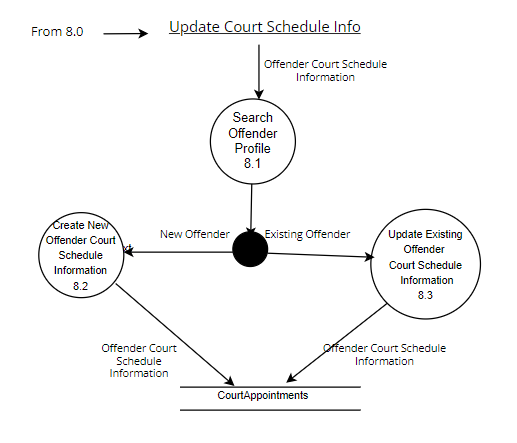 From 8.0
Update Court Schedule Info
Offender Court Schedule
Information
Search
Offender
Profile
8.1
New Offender
Existing Offender
Create New
Offender Court
Schedule
Information
8.2
Update Existing
Offender
Court Schedule
Information
8.3
Offender Court
Schedule
Information
Offender Court Schedule
Information
CourtAppointments